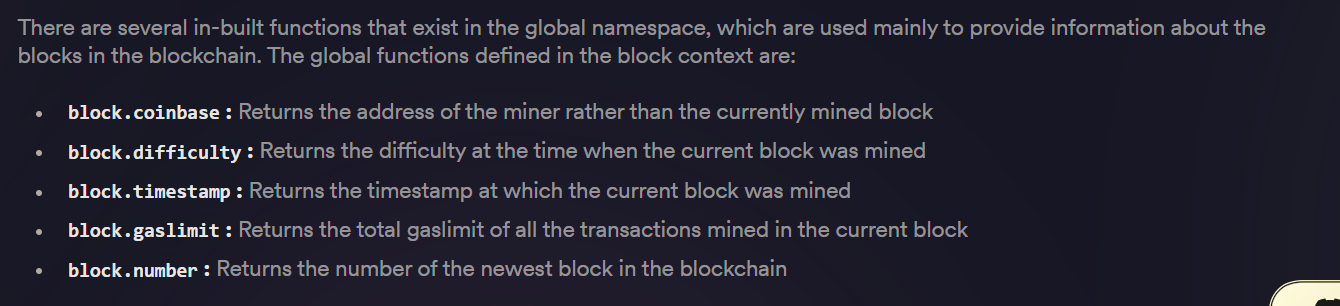 There are several in-built functions that exist in the global namespace, which are used mainly to provide information about the
blocks in the blockchain. The global functions defined in the block context are:
• block.coinbase : Returns the address of the miner rather than the currently mined block
• block.difficulty : Returns the difficulty at the time when the current block was mined
• block.timestamp : Returns the timestamp at which the current block was mined
• block.gaslimit : Returns the total gaslimit of all the transactions mined in the current block
• block.number : Returns the number of the newest block in the blockchain